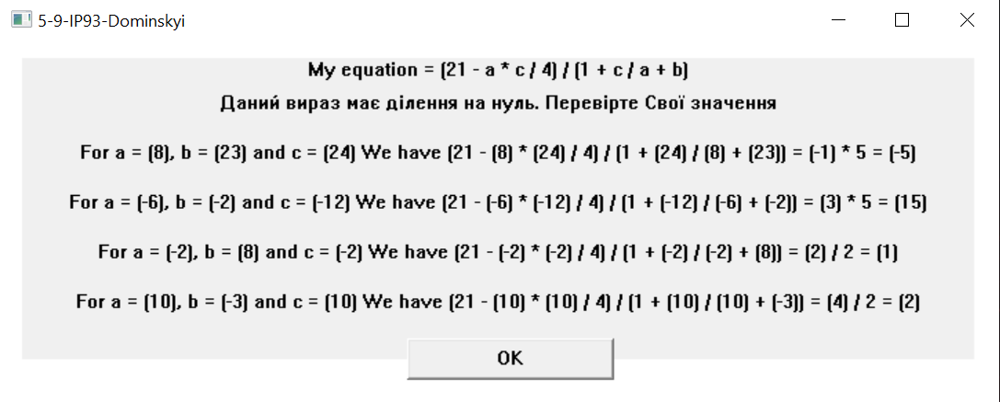 5-9-IP93-Dominskyi
My equation = (21 - a * c / 4) / (1 + c / a + b)
Даний вираз має ділення на нуль. Перевірте Свої значення
For a = (8), b = (23) and c = (24) We have (21 - (8) * (24) / 4) / (1 + (24) / (8) + (23)) = (-1) * 5 = (-5)
For a = (-6), b = (-2) and c = (-12) We have (21 - (-6) * (-12) / 4) / (1 + (-12) / (-6) + (-2)) = (3) * 5 = (15)
For a = (-2), b = (8) and c = (-2) We have (21 - (-2) * (-2) / 4) / (1 + (-2) / (-2) + (8)) = (2) / 2 = (1)
For a = (10), b = (-3) and c = (10) We have (21 - (10) * (10) / 4) / (1 + (10) / (10) + (-3)) = (4) / 2 = (2)
OK